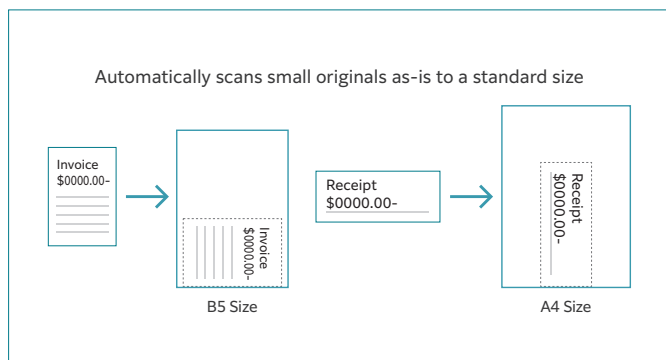 Automatically scans small originals as-is to a standard size
Invoice
$0000.00-
Invoice
$0000.00-
B5 Size
Receipt
$0000.00-
Receipt
$0000.00-
A4 Size